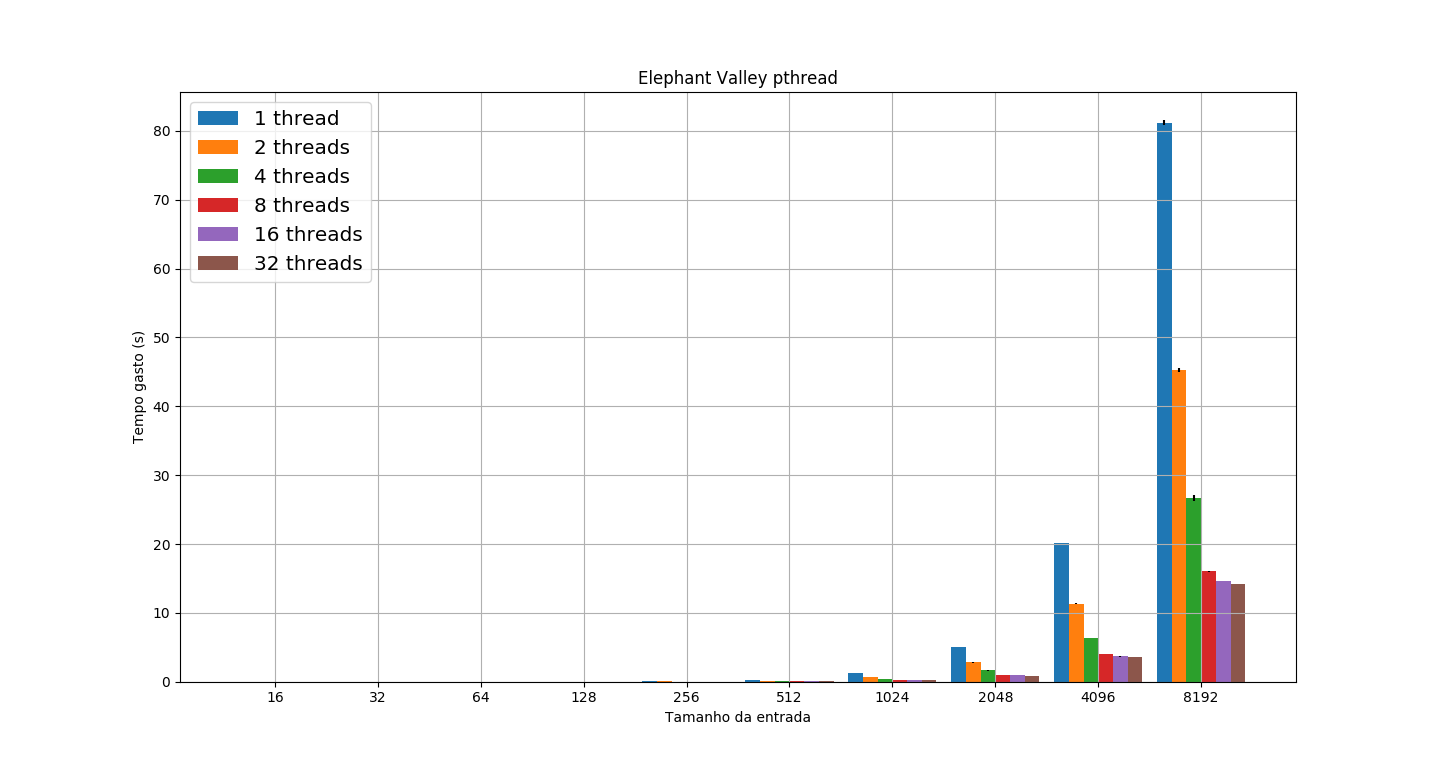 Elephant Valley pthread
1 thread
2 threads
4 threads
8 threads
16 threads
32 threads
Tempo gasto (s)
80
70
60
50
40
30
20
10
0
16 32 64 128 256 512 1024 2048 4096 8192
Tamanho da entrada